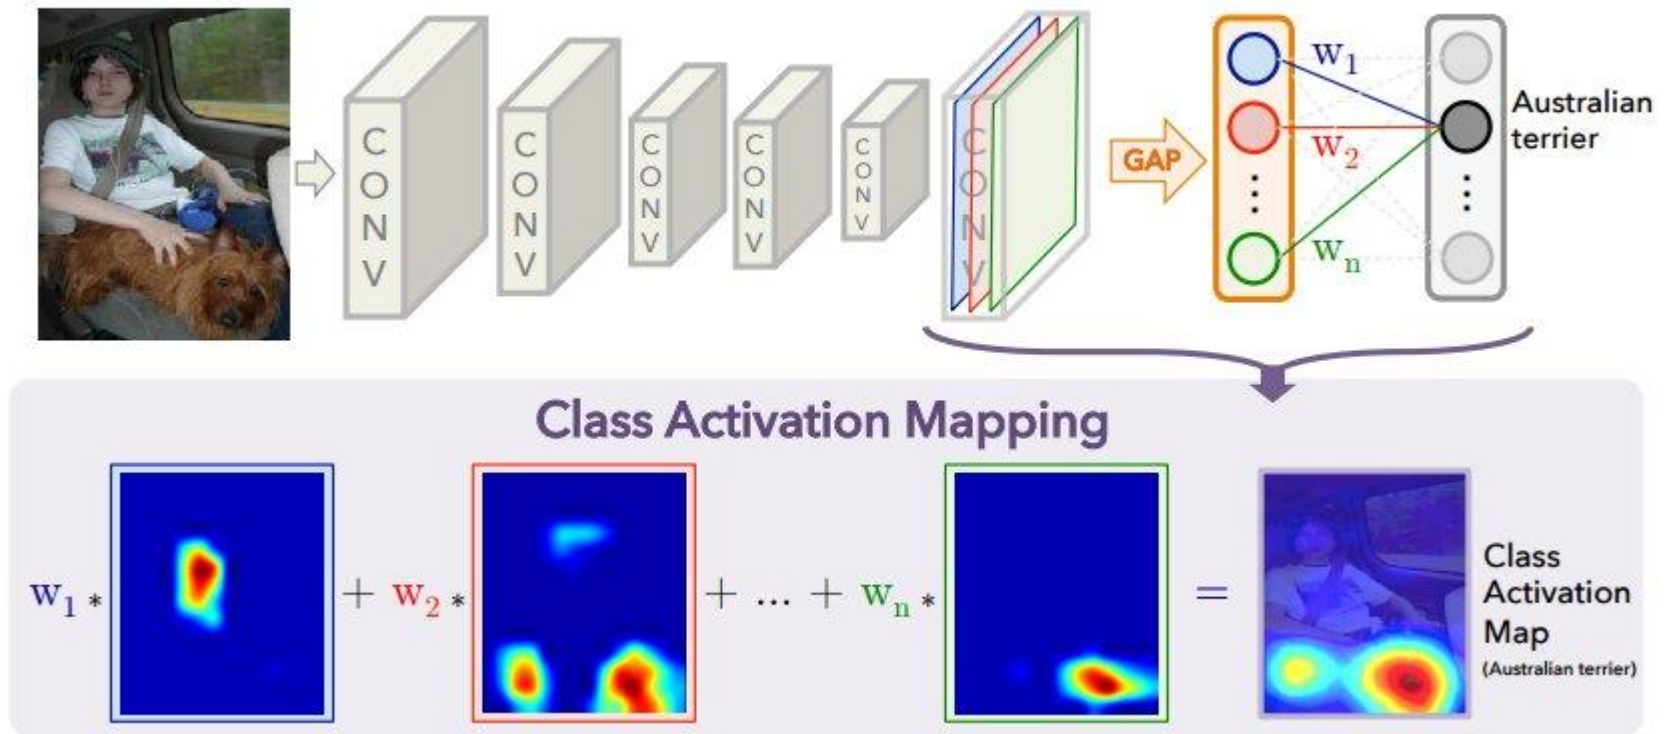 CONV
CONV
CONV
CONV
CONV
CONV
GAP
w1
w2
⋮
wn
⋮
Australian
terrier
Class Activation Mapping
w1 * + w2 * + ... + wn * =
Class
Activation
Map
(Australian terrier)